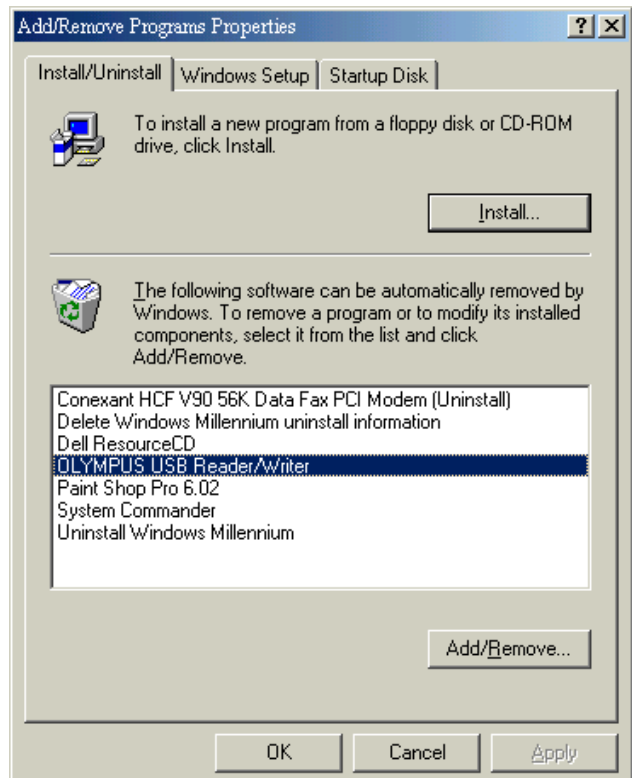 Add/Remove Programs Properties
Install/Uninstall
Windows Setup
Startup Disk
To install a new program from a floppy disk or CD-ROM
drive, click Install.
Install...
The following software can be automatically removed by
Windows. To remove a program or to modify its installed
components, select it from the list and click
Add/Remove.
Conexant HCF V90 56K Data Fax PCI Modem (Uninstall)
Delete Windows Millennium uninstall information
Dell ResourceCD
OLYMPUS USB Reader/Writer
Paint Shop Pro 6.02
System Commander
Uninstall Windows Millennium
Add/Remove...
OK
Cancel
Apply